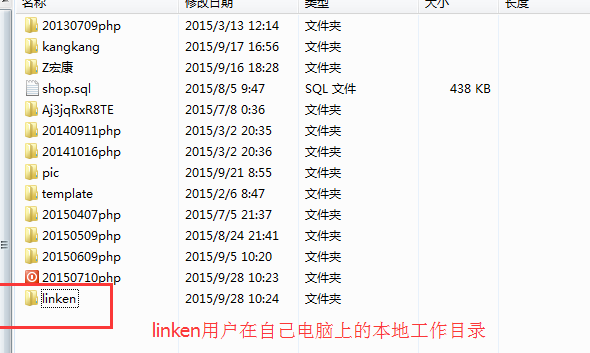 名称 修改日期 类型 大小 长度
20130709php 2015/3/13 12:14 文件夹
kangkang 2015/9/17 16:56 文件夹
Z宏康 2015/9/16 18:28 文件夹
shop.sql 2015/8/5 9:47 SQL 文件 438 KB
Aj3jqRxR8TE 2015/7/8 0:36 文件夹
20140911php 2015/3/2 20:35 文件夹
20141016php 2015/3/2 20:36 文件夹
pic 2015/9/21 8:55 文件夹
template 2015/2/6 8:47 文件夹
20150407php 2015/7/5 21:37 文件夹
20150509php 2015/8/24 21:41 文件夹
20150609php 2015/9/5 10:20 文件夹
20150710php 2015/9/28 10:23 文件夹
linken 2015/9/28 10:24 文件夹
linken用户在自己电脑上的本地工作目录